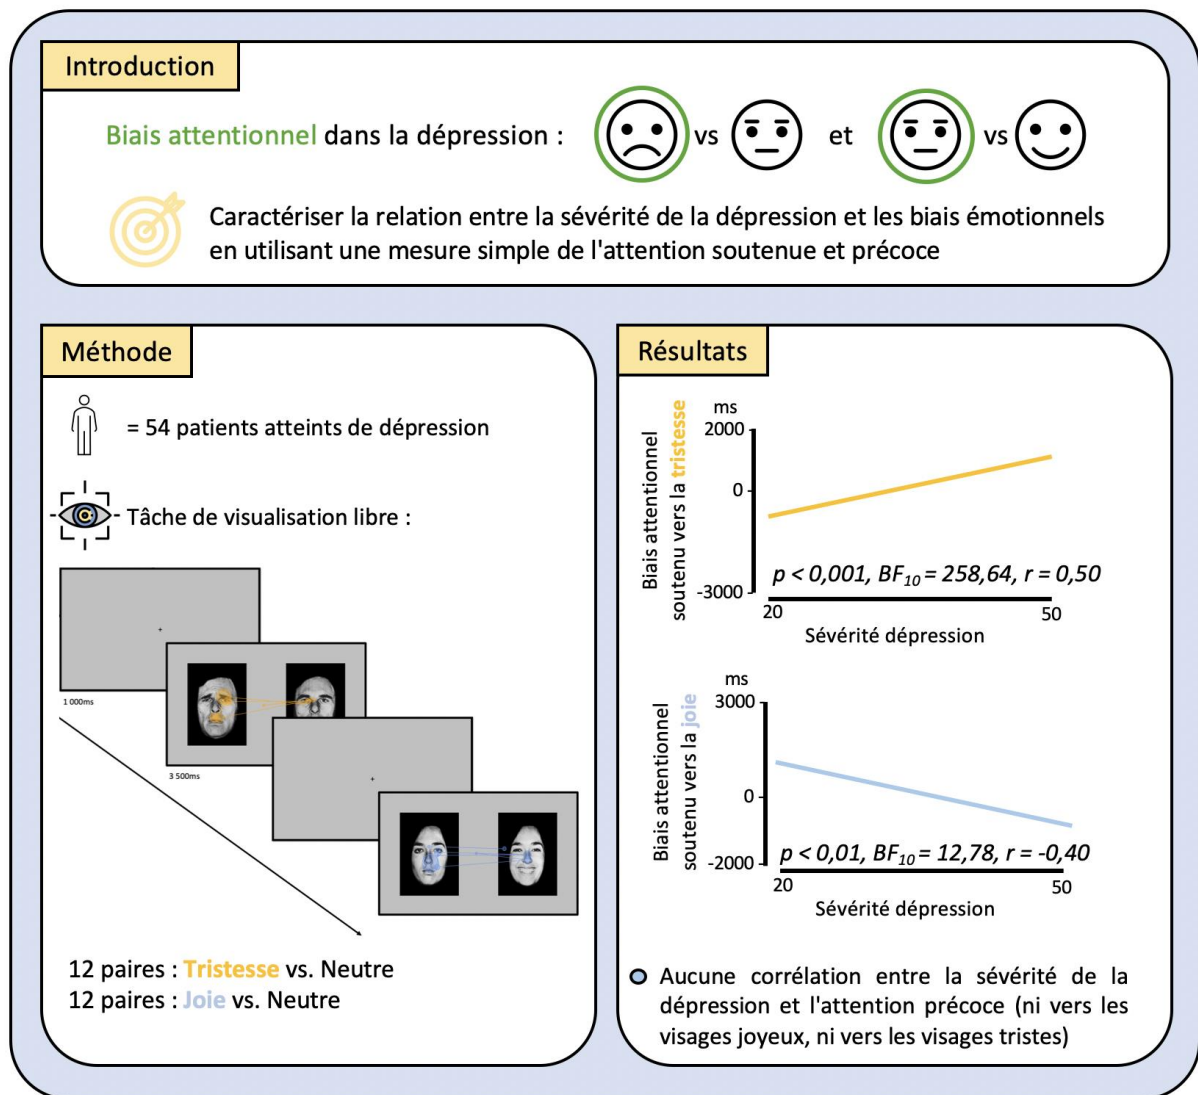 Introduction
Biais attentionnel dans la dépression :
vs
et
vs
Caractériser la relation entre la sévérité de la dépression et les biais émotionnels
en utilisant une mesure simple de l'attention soutenue et précoce
Méthode
= 54 patients atteints de dépression
Tâche de visualisation libre :
1 000ms
3 500ms
12 paires : Tristesse vs. Neutre
12 paires : Joie vs. Neutre
Résultats
Biais attentionnel
soutenu vers la tristesse
ms
2000
0
-3000
p < 0,001, BF10 = 258,64, r = 0,50
20
50
Sévérité dépression
Biais attentionnel
soutenu vers la joie
ms
3000
0
-2000
p < 0,01, BF10 = 12,78, r = -0,40
20
50
Sévérité dépression
Aucune corrélation entre la sévérité de la
dépression et l'attention précoce (ni vers les
visages joyeux, ni vers les visages tristes)